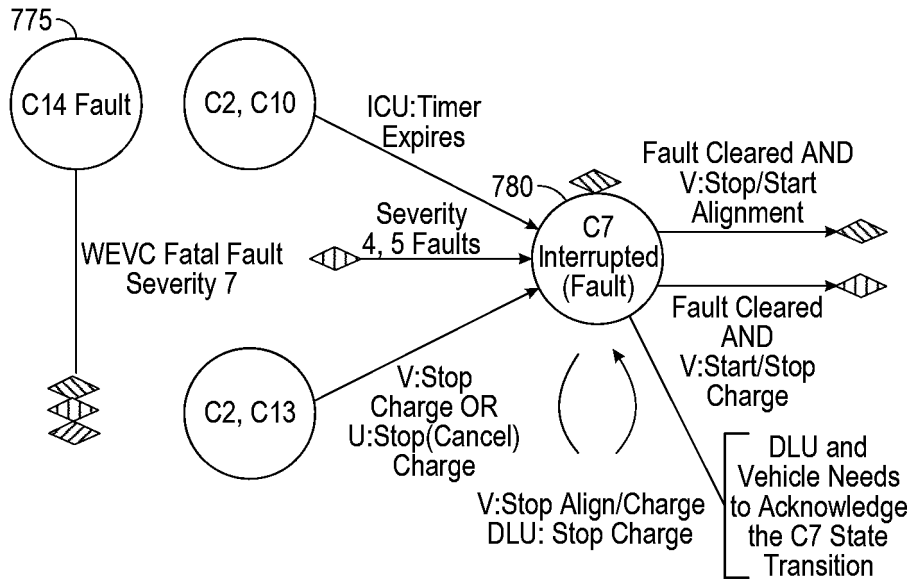 775
C14 Fault
WEVC Fatal Fault
Severity 7
C2, C10
ICU:Timer
Expires
780
Severity
4, 5 Faults
C7
Interrupted
(Fault)
Fault Cleared AND
V:Stop/Start
Alignment
Fault Cleared
AND
V:Start/Stop
Charge
C2, C13
V:Stop
Charge OR
U:Stop(Cancel)
Charge
V:Stop Align/Charge
DLU: Stop Charge
DLU and
Vehicle Needs
to Acknowledge
the C7 State
Transition